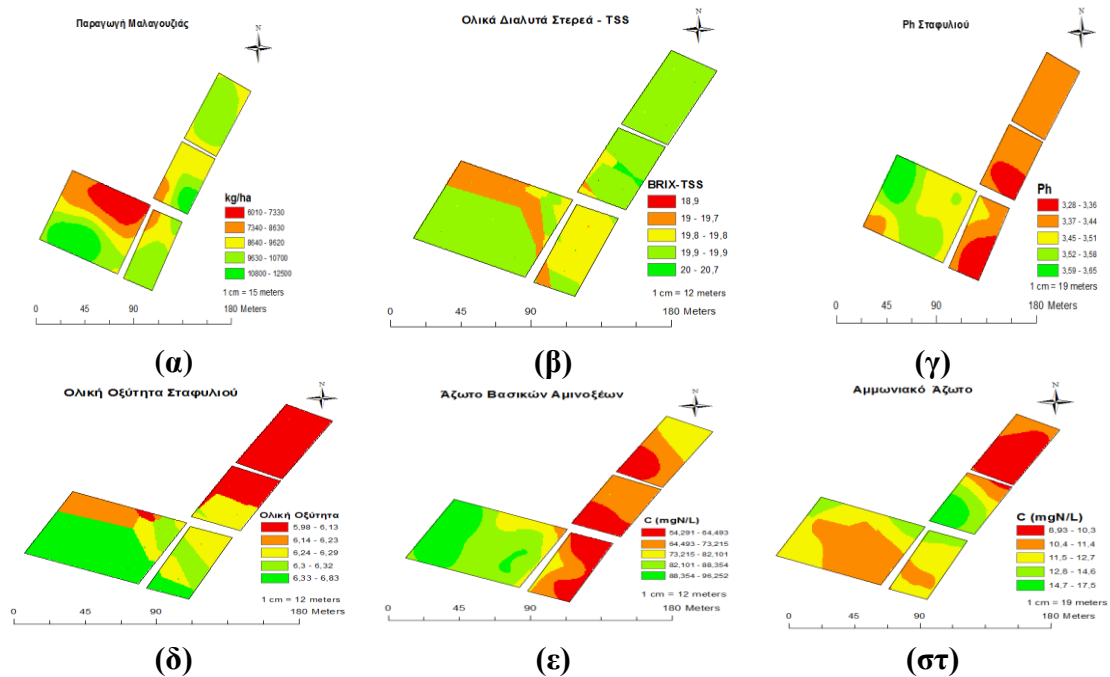 Παραγωγή Μαλαγουζιάς
N
kg/ha
6010 - 7330
7340 - 8630
8640 - 9620
9630 - 10700
10800 - 12500
1 cm = 15 meters
0 45 90 180 Meters
(α)
Ολικά Διαλυτά Στερεά - TSS
N
BRIX-TSS
18,9
19 - 19,7
19,8 - 19,8
19,9 - 19,9
20 - 20,7
1 cm = 12 meters
0 45 90 180 Meters
(β)
Ph Σταφυλιού
N
Ph
3,28 - 3,36
3,37 - 3,44
3,45 - 3,51
3,52 - 3,58
3,59 - 3,65
1 cm = 19 meters
0 45 90 180 Meters
(γ)
Ολική Οξύτητα Σταφυλιού
N
Ολική Οξύτητα
5,98 - 6,13
6,14 - 6,23
6,24 - 6,29
6,3 - 6,32
6,33 - 6,83
1 cm = 12 meters
0 45 90 180 Meters
(δ)
Άζωτο Βασικών Αμινοξέων
N
C (mgN/L)
54,291 - 64,493
64,493 - 73,215
73,215 - 82,101
82,101 - 88,354
88,354 - 96,252
1 cm = 12 meters
0 45 90 180 Meters
(ε)
Αμμωνιακό Άζωτο
N
C (mgN/L)
8,93 - 10,3
10,4 - 11,4
11,5 - 12,7
12,8 - 14,6
14,7 - 17,5
1 cm = 19 meters
0 45 90 180 Meters
(στ)